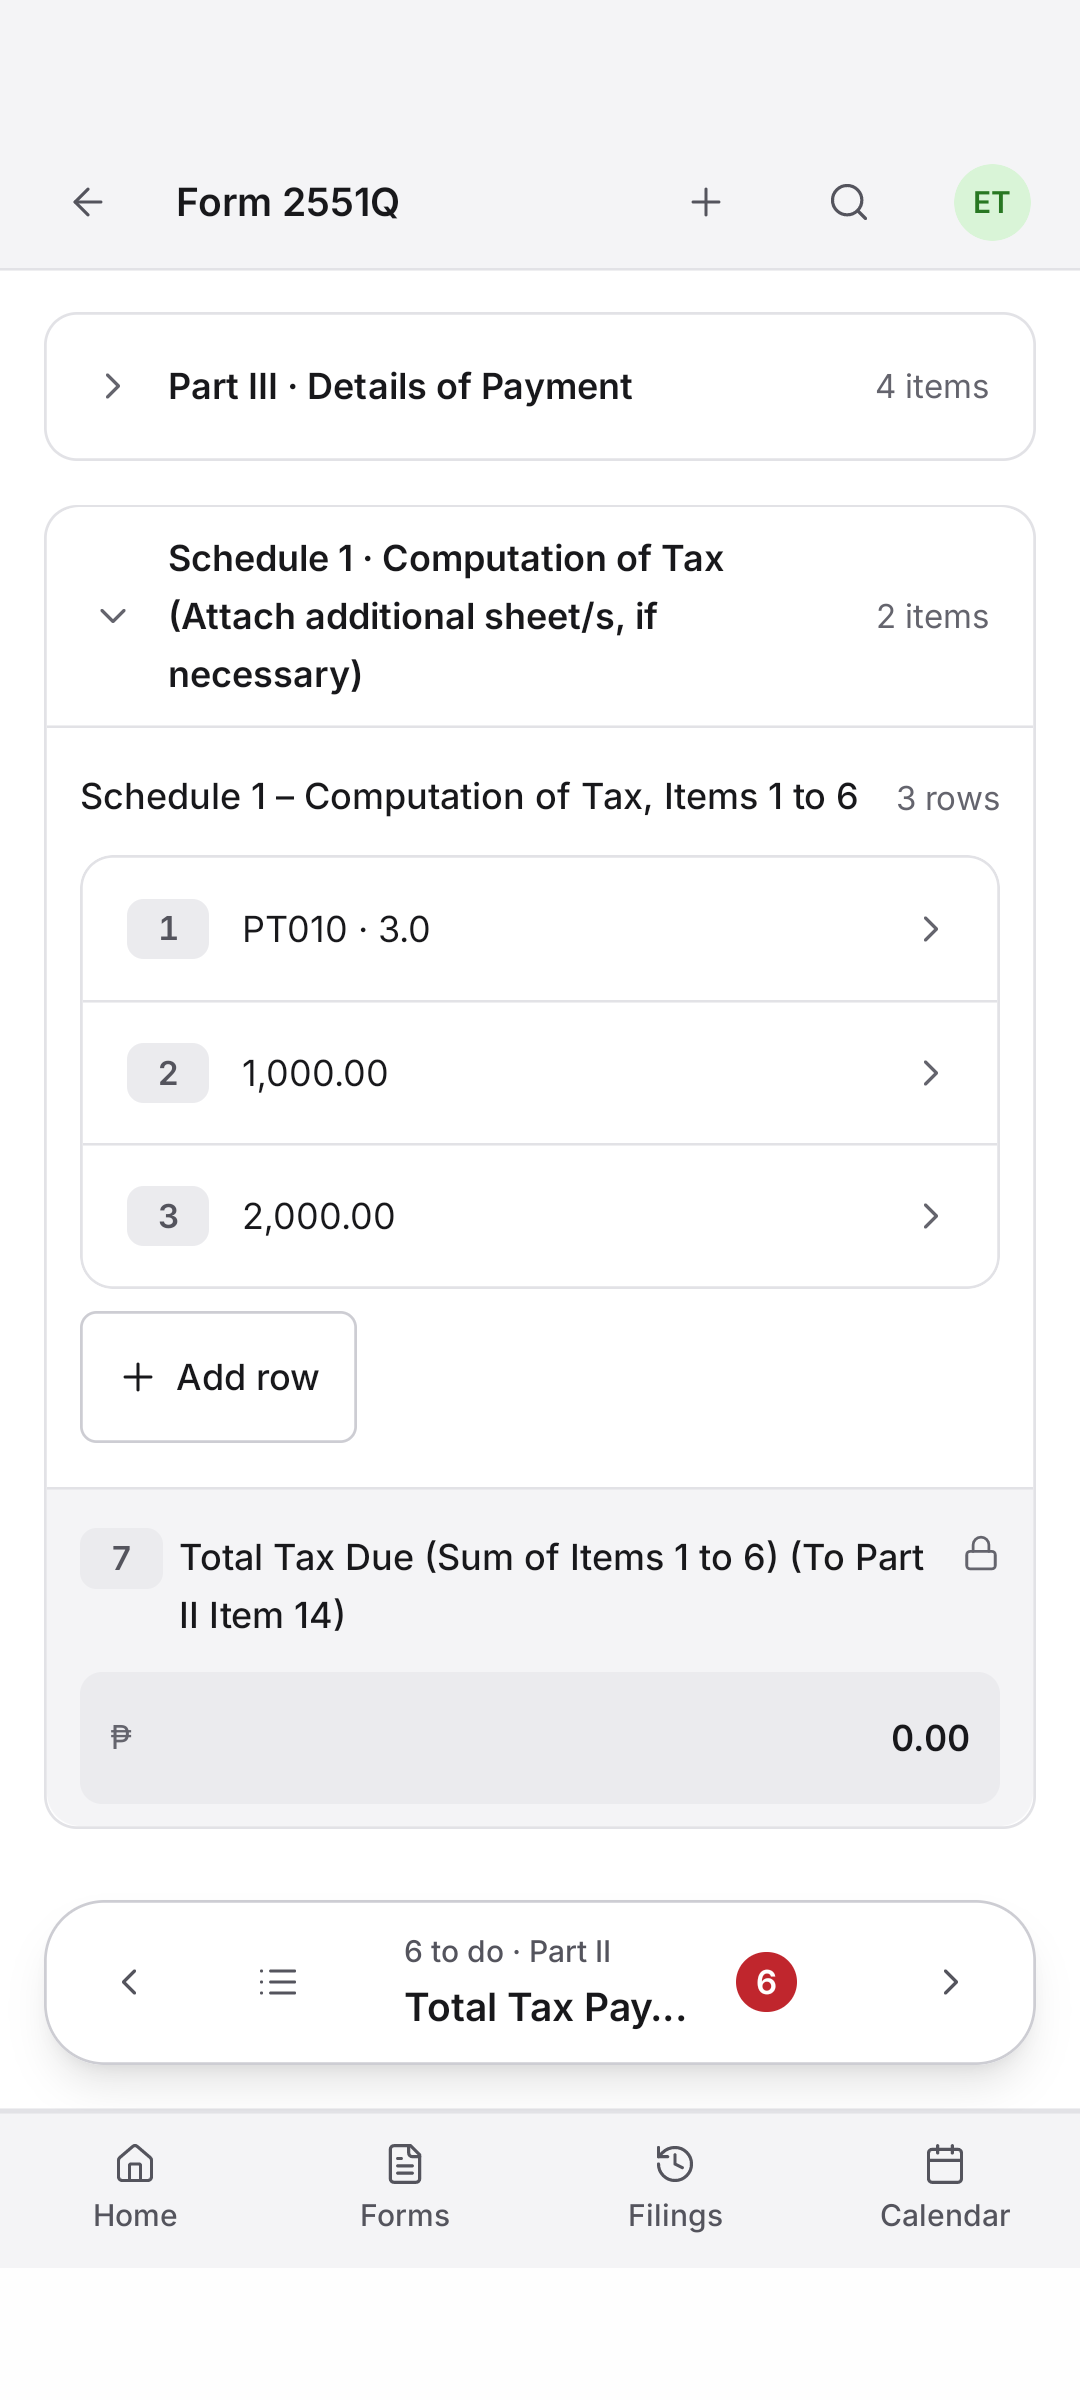 Form 2551Q
ET
Part III · Details of Payment
4 items
Schedule 1 · Computation of Tax
(Attach additional sheet/s, if
necessary)
2 items
Schedule 1 – Computation of Tax, Items 1 to 6
3 rows
1 PT010 · 3.0
2 1,000.00
3 2,000.00
Add row
7 Total Tax Due (Sum of Items 1 to 6) (To Part
II Item 14)
₱ 0.00
6 to do · Part II
Total Tax Pay...
6
Home Forms Filings Calendar